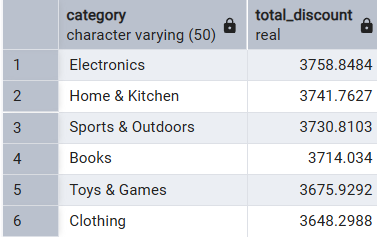 category total_discount
character varying (50) real
1 Electronics 3758.8484
2 Home & Kitchen 3741.7627
3 Sports & Outdoors 3730.8103
4 Books 3714.034
5 Toys & Games 3675.9292
6 Clothing 3648.2988